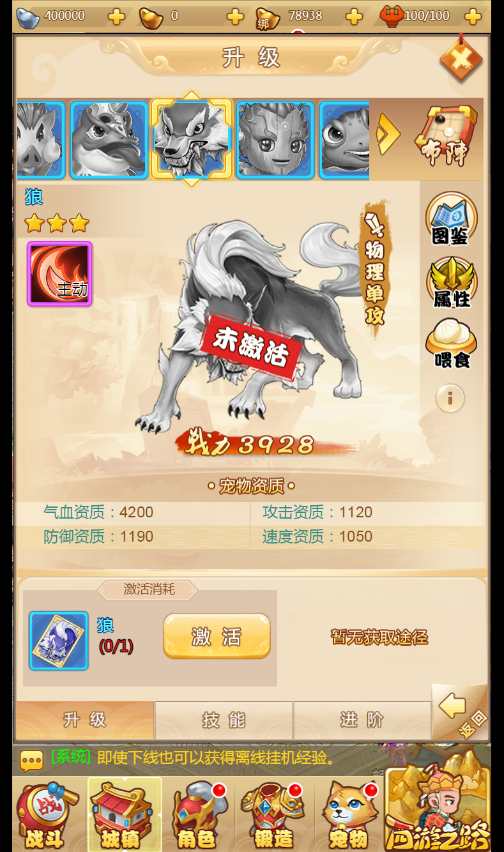 400000
0
绑
78938
100/100
升 级
布阵
狼
主动
物理单攻
图鉴
属性
喂食
未激活
战力3928
·宠物资质·
气血资质：4200
攻击资质：1120
防御资质：1190
速度资质：1050
激活消耗
狼
(0/1)
激 活
暂无获取途径
升 级
技 能
进 阶
返回
[系统] 即使下线也可以获得离线挂机经验。
战斗
城镇
角色
锻造
宠物
西游之路